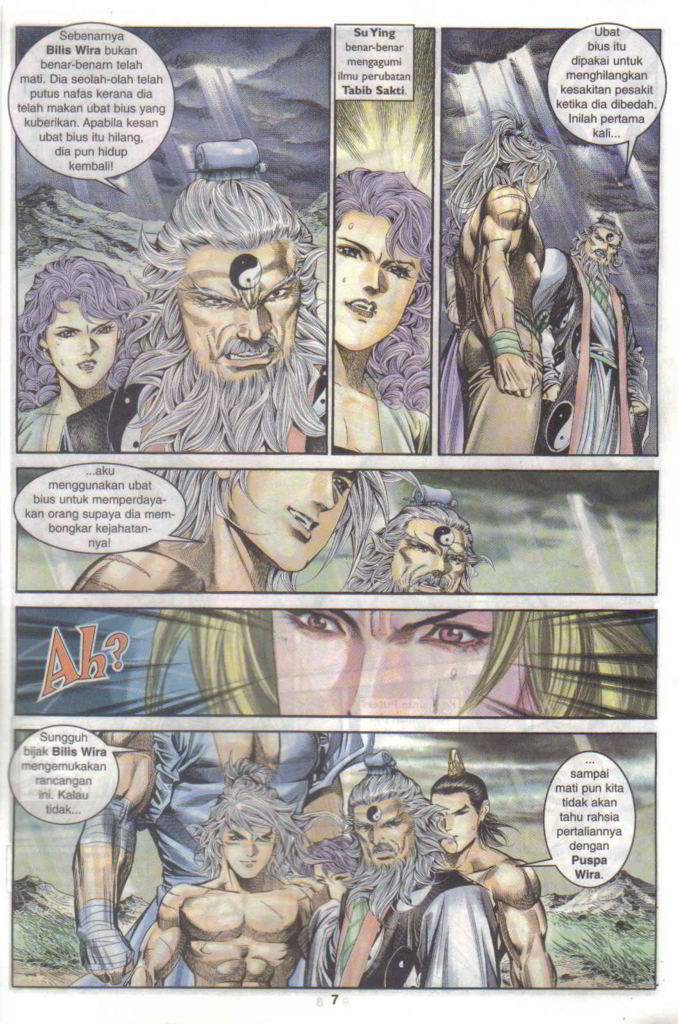 Sebenarnya
Bilis Wira bukan
benar-benarn telah
mati. Dia seolah-olah telah
putus nafas kerana dia
telah makan ubat bius yang
kuberikan. Apabila kesan
ubat bius itu hilang,
dia pun hidup
kembali!
Su Ying
benar-benar
mengagumi
ilmu perubatan
Tabib Sakti.
Ubat
bius itu
dipakai untuk
menghilangkan
kesakitan pesakit
ketika dia dibedah.
Inilah pertama
kali...
...aku
menggunakan ubat
bius untuk memperdaya-
kan orang supaya dia mem-
bongkar kejahatan-
nya!
Ah?
Sungguh
bijak Bilis Wira
mengemukakan
rancangan
ini. Kalau
tidak...
...
sampai
mati pun kita
tidak akan
tahu rahsia
pertaliannya
dengan
Puspa
Wira.
7